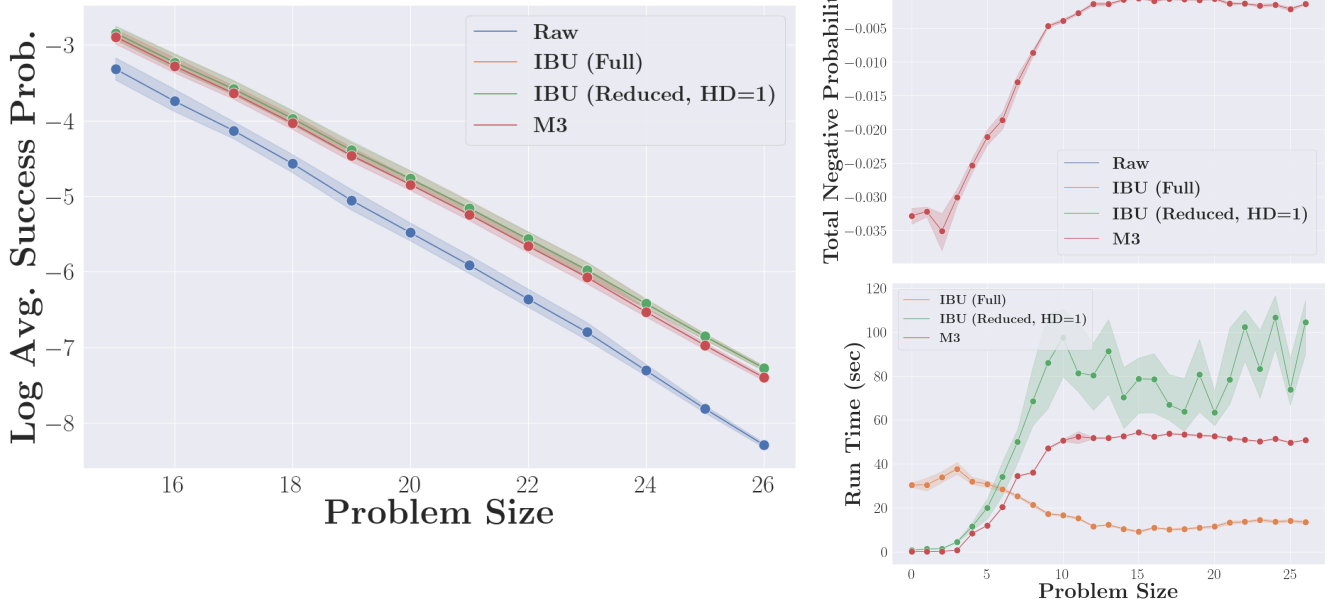 Log Avg. Success Prob.
−3
−4
−5
−6
−7
−8
Raw
IBU (Full)
IBU (Reduced, HD=1)
M3
16 18 20 22 24 26
Problem Size
Total Negative
−0.005
−0.010
−0.015
−0.020
−0.025
−0.030
−0.035
Raw
IBU (Full)
IBU (Reduced, HD=1)
M3
Run Time (sec)
120
100
80
60
40
20
0
IBU (Full)
IBU (Reduced, HD=1)
M3
0 5 10 15 20 25
Problem Size